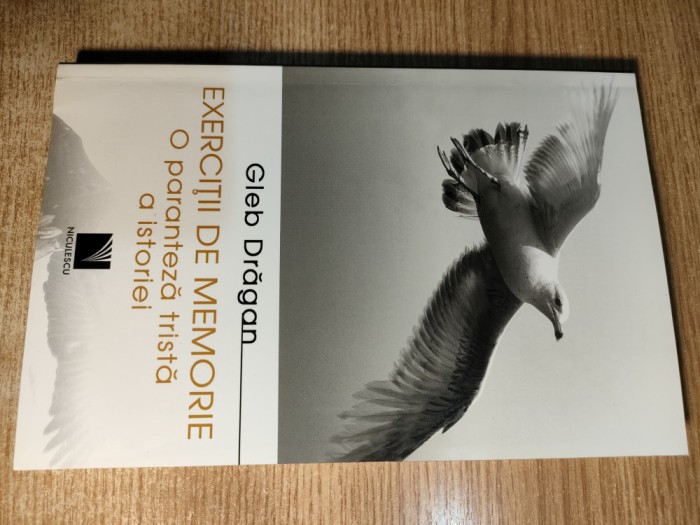 Gleb Drăgan
EXERCIȚII DE MEMORIE
O paranteză tristă
a istoriei
NICULESCU